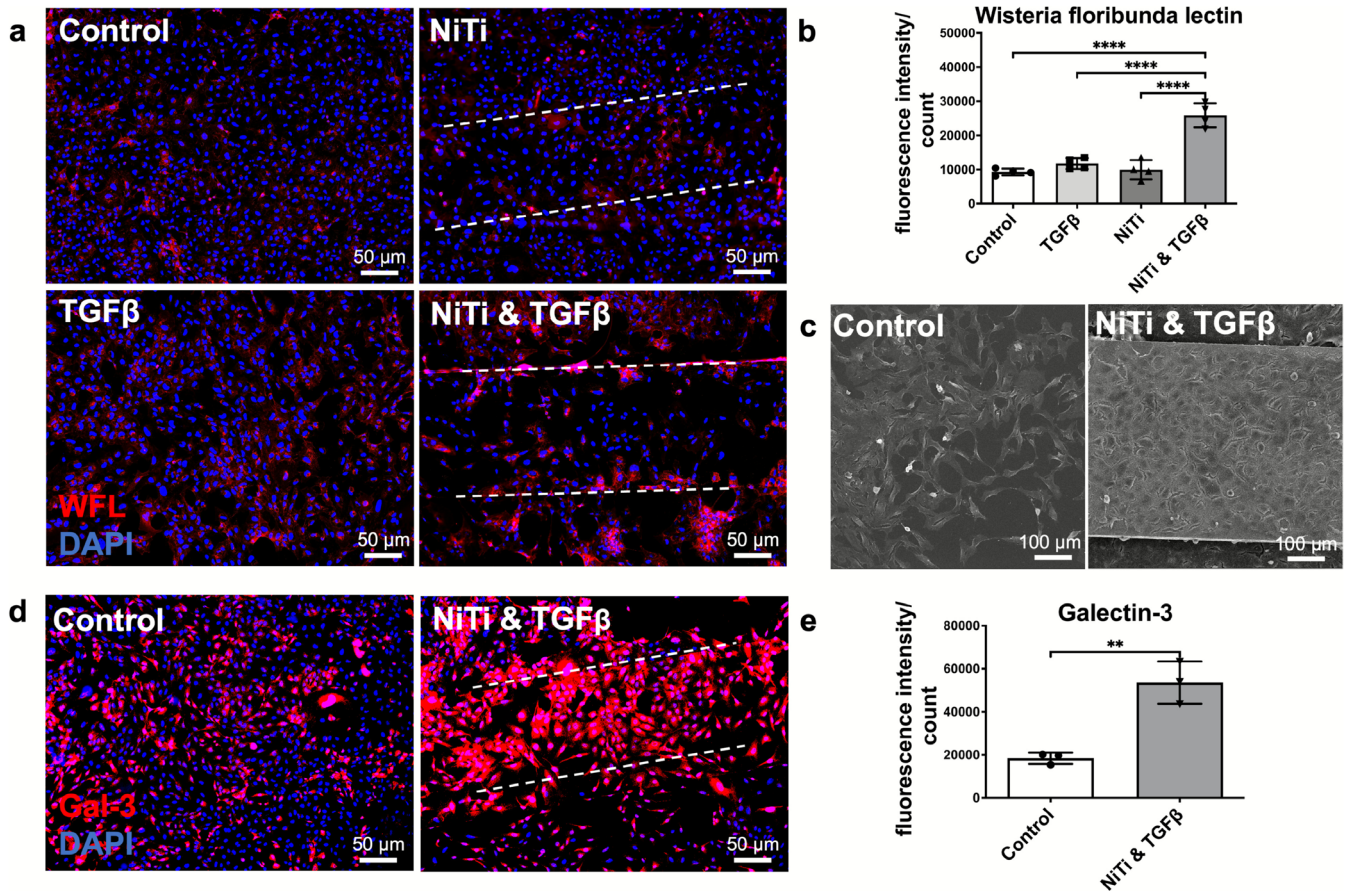 a
Control
50 µm
NiTi
50 µm
TGFβ
WFL
DAPI
50 µm
NiTi & TGFβ
50 µm
b
Wisteria floribunda lectin
fluorescence intensity/
count
50000
40000
30000
20000
10000
0
****
****
****
Control
TGFβ
NiTi
NiTi & TGFβ
c
Control
100 µm
NiTi & TGFβ
100 µm
d
Control
Gal-3
DAPI
50 µm
NiTi & TGFβ
50 µm
e
Galectin-3
fluorescence intensity/
count
80000
60000
40000
20000
0
**
Control
NiTi & TGFβ